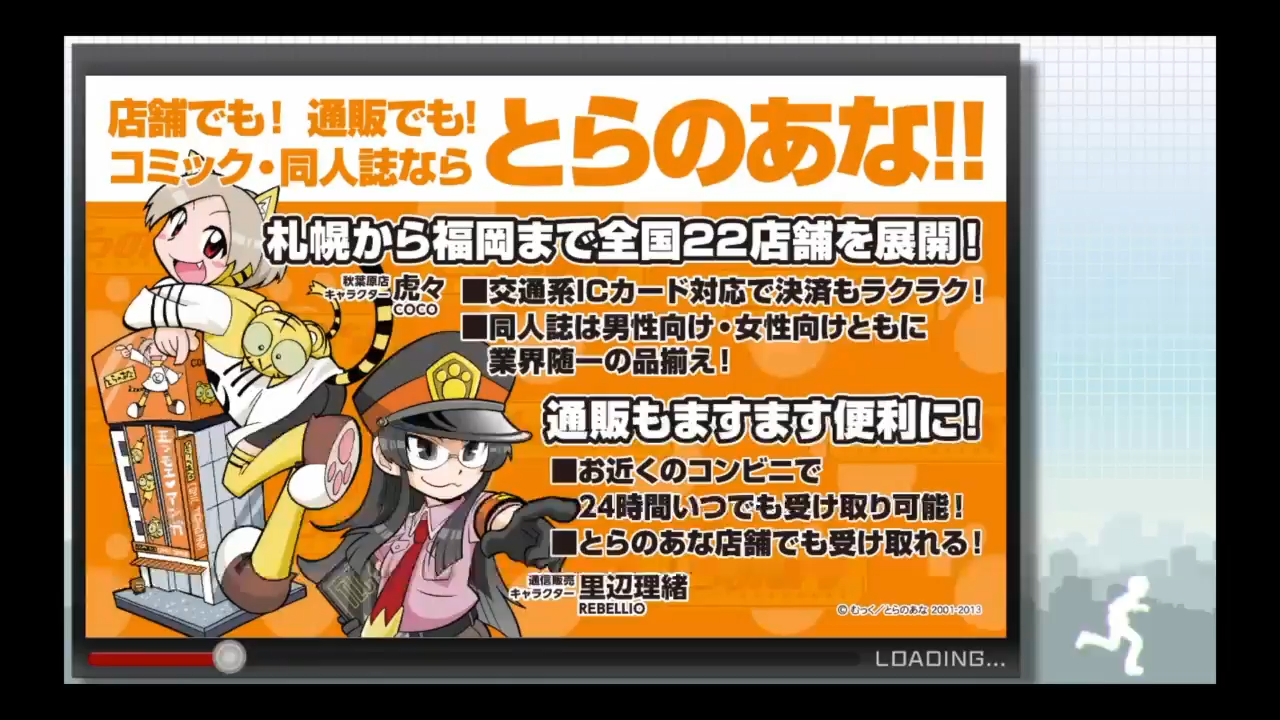 店舗でも! 通販でも!
コミック・同人誌なら
とらのあな!!
札幌から福岡まで全国22店舗を展開!
秋葉原店
キャラクター
虎々
COCO
■交通系ICカード対応で決済もラクラク!
■同人誌は男性向け・女性向けともに
業界随一の品揃え!
通販もますます便利に!
■お近くのコンビニで
24時間いつでも受け取り可能!
■とらのあな店舗でも受け取れる!
通信販売
キャラクター
里辺理緒
REBELLIO
© むっく/とらのあな 2001-2013
LOADING...